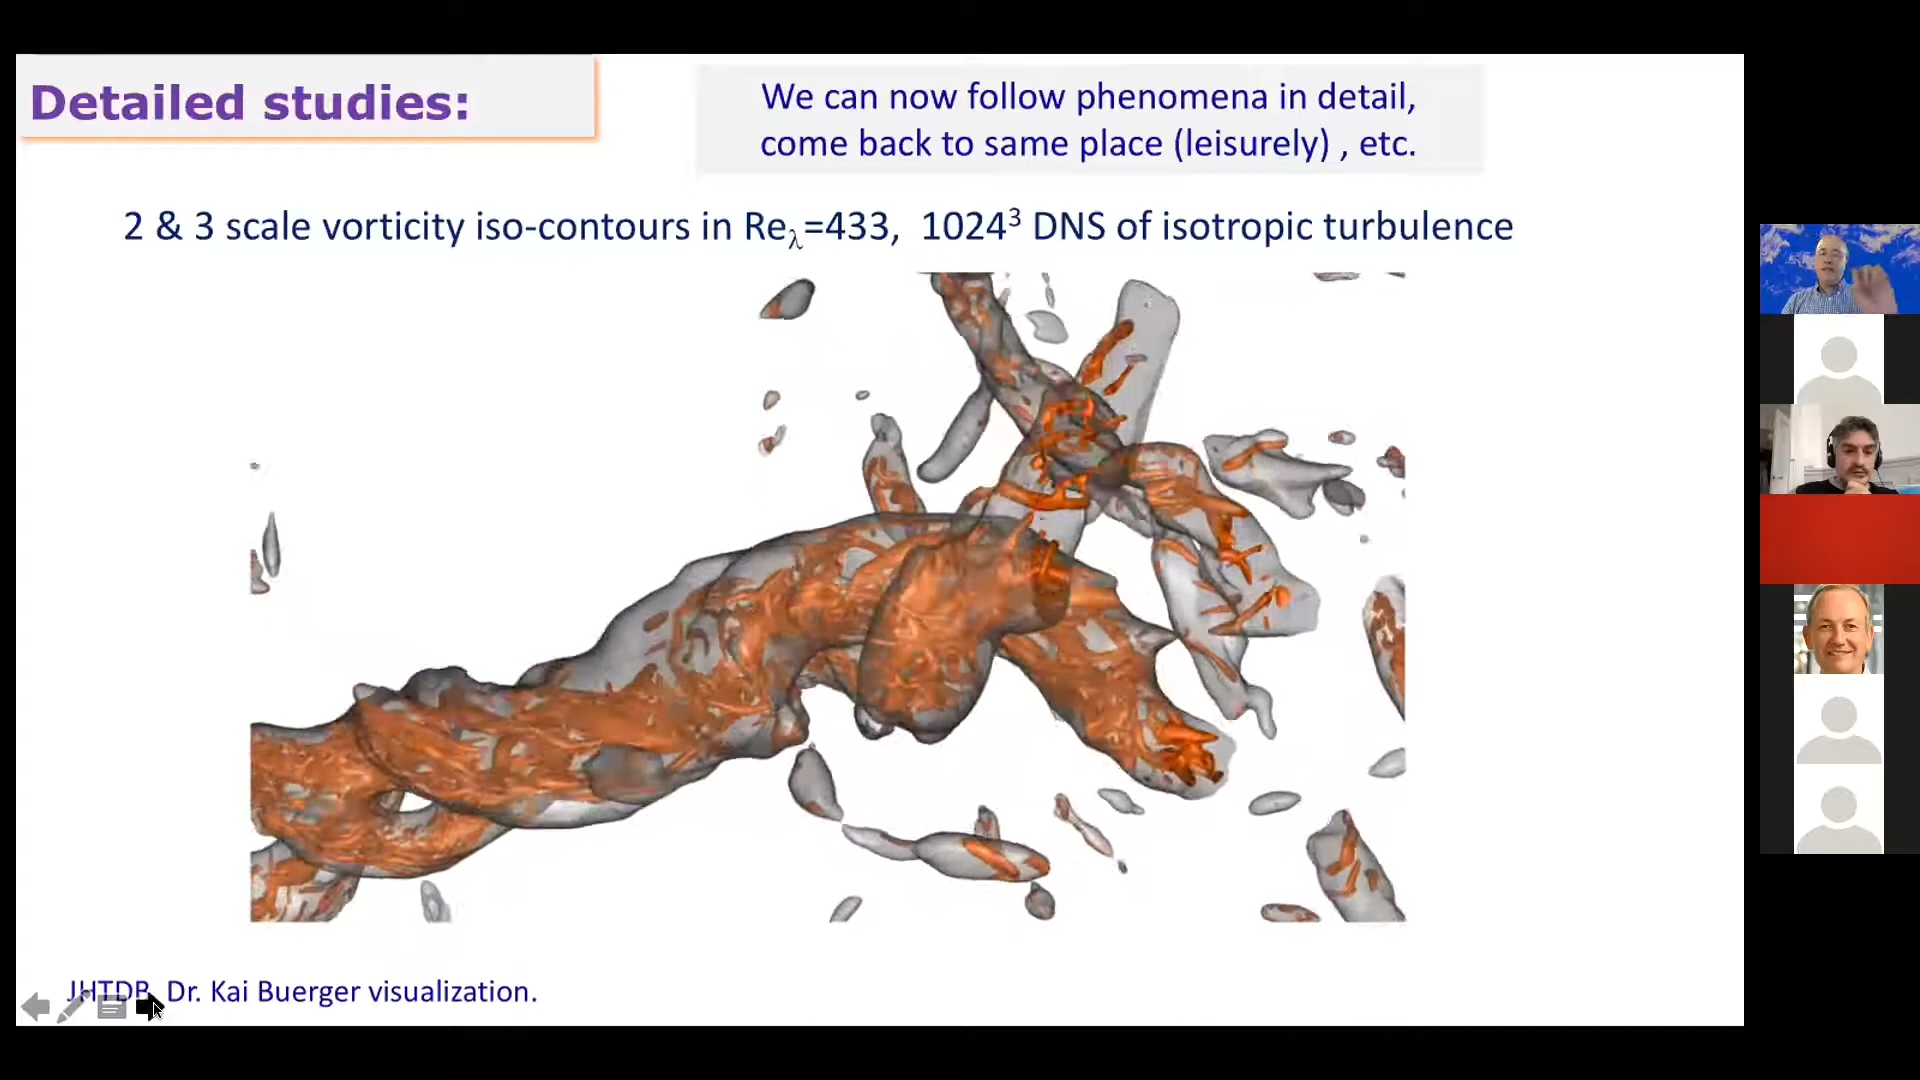 Detailed studies:
We can now follow phenomena in detail,
come back to same place (leisurely) , etc.
2 & 3 scale vorticity iso-contours in Reλ=433, 1024³ DNS of isotropic turbulence
JHTDB, Dr. Kai Buerger visualization.